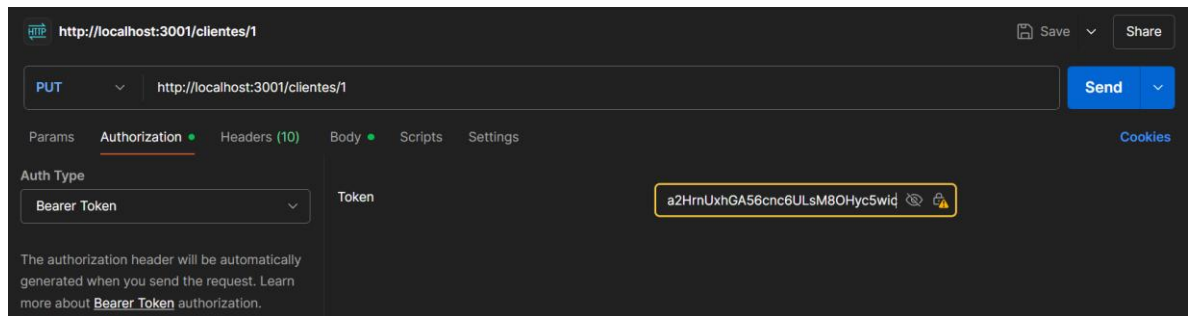 HTTP http://localhost:3001/clientes/1 Save Share
PUT http://localhost:3001/clientes/1 Send
Params Authorization Headers (10) Body Scripts Settings Cookies
Auth Type
Bearer Token
Token a2HrnUxhGA56cnc6ULsM8OHyc5wic
The authorization header will be automatically
generated when you send the request. Learn
more about Bearer Token authorization.